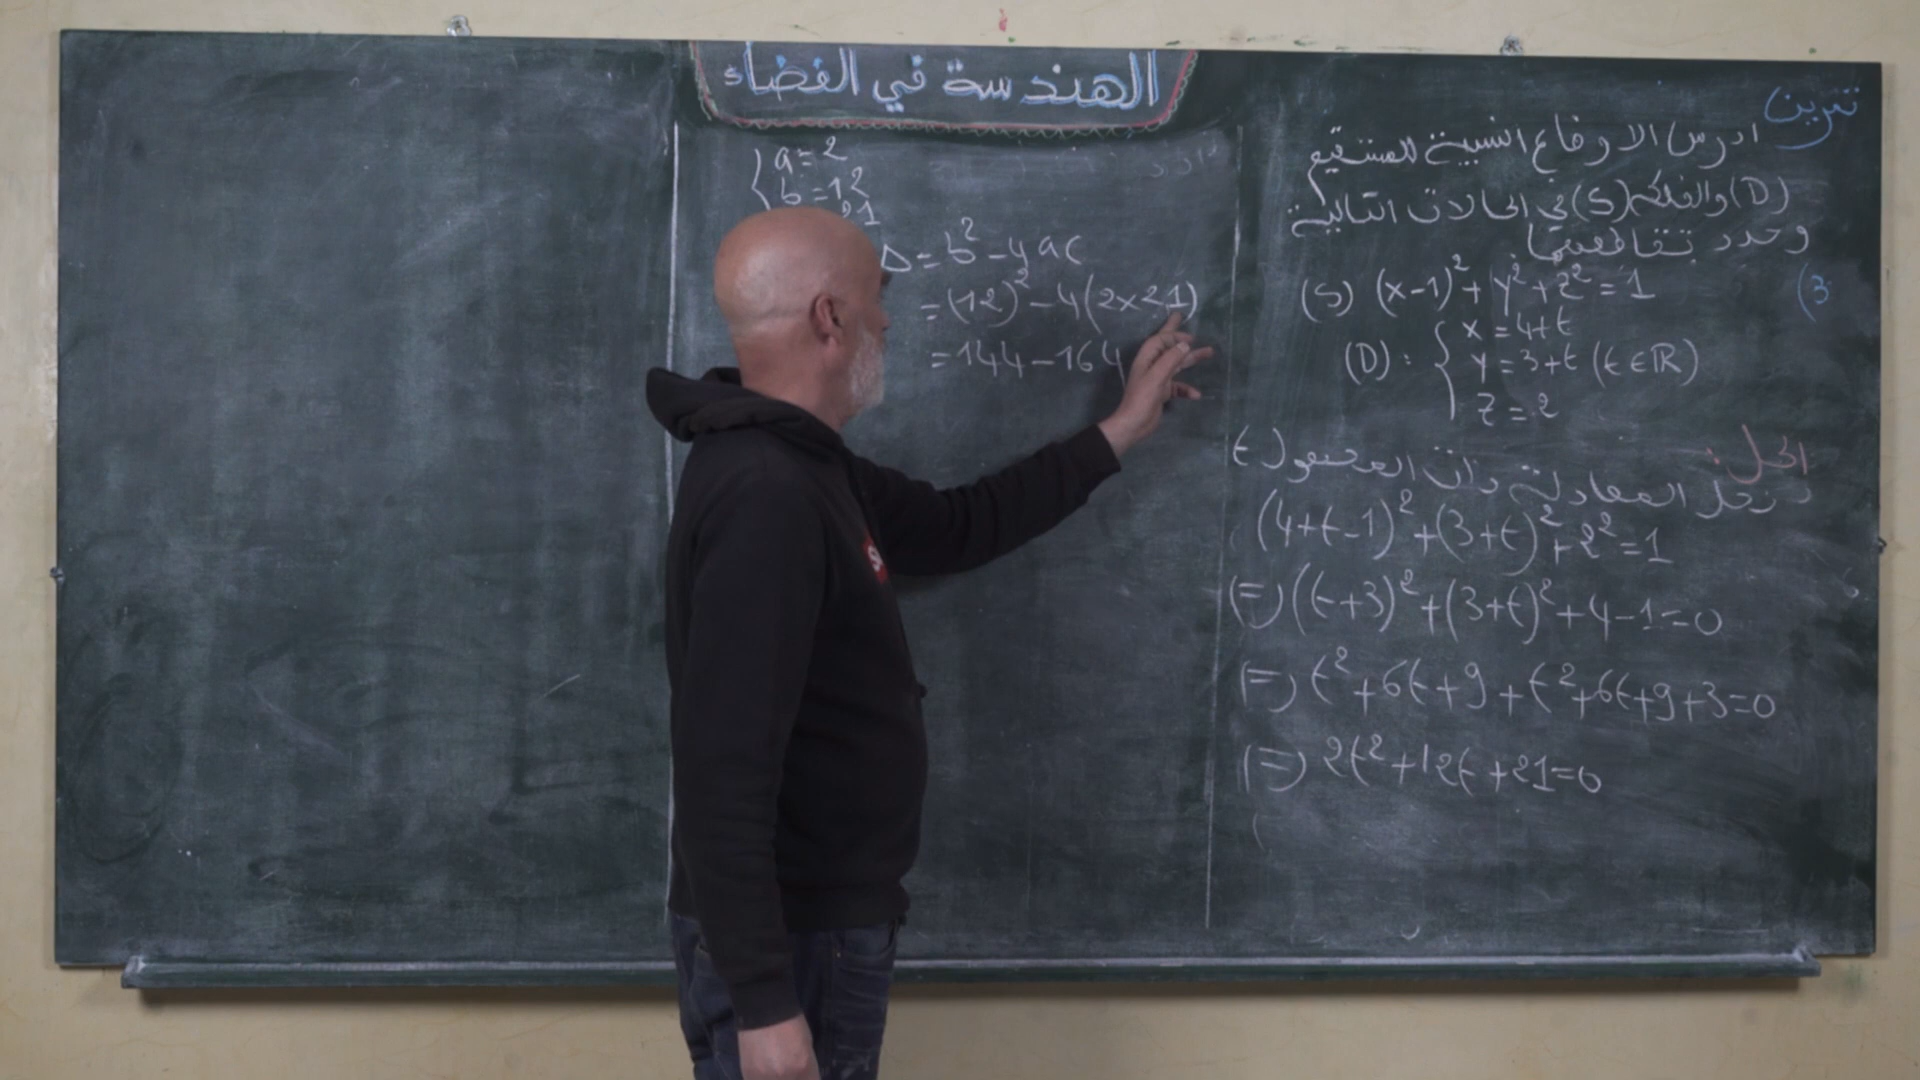 الهندسة في الفضاء
تمرين
ادرس الاوضاع النسبية للمستقيم
(D) والفلكة (S) في الحالات التالية
وحدد تقاطعهما
3) (S) (x-1)²+y²+z²=1
(D): { x=4+t
y=3+t (t∈ℝ)
z=2
الحل:
نحل المعادلة ذات المجهول t
(4+t-1)²+(3+t)²+2²=1
(=) (t+3)²+(3+t)²+4-1=0
(=) t²+6t+9+t²+6t+9+3=0
(=) 2t²+12t+21=0
{ a=2
b=12
21
Δ=b²-4ac
=(12)²-4(2×21)
=144-164